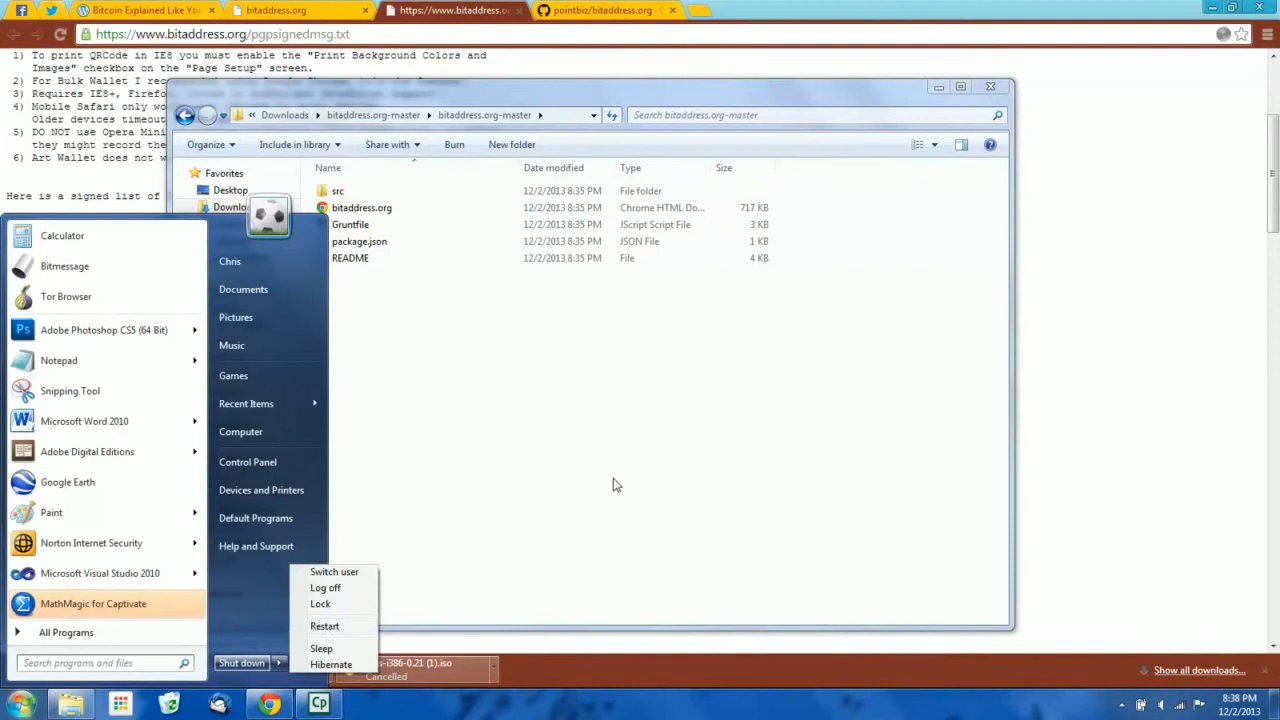 Bitcoin Explained Like You
bitaddress.org
https://www.bitaddress.o
pointbiz/bitaddress.org ·
https://www.bitaddress.org/pgpsignedmsg.txt
1) To print QRCode in IE8 you must enable the "Print Background Colors and
Images" checkbox on the "Page Setup" screen.
2) For Bulk Wallet I
3) Requires IE8+, Firefo
4) Mobile Safari only wo
Older devices timeout
5) DO NOT use Opera Mini
they might record the
6) Art Wallet does not w
Here is a signed list of
« Downloads
bitaddress.org-master
bitaddress.org-master
Search bitaddress.org-master
Organize
Include in library
Share with
Burn
New folder
Favorites
Desktop
Downlo
Name
Date modified
Type
Size
src
12/2/2013 8:35 PM
File folder
bitaddress.org
12/2/2013 8:35 PM
Chrome HTML Do...
717 KB
Gruntfile
12/2/2013 8:35 PM
JScript Script File
3 KB
package.json
12/2/2013 8:35 PM
JSON File
1 KB
README
12/2/2013 8:35 PM
File
4 KB
Calculator
Bitmessage
Tor Browser
Ps
Adobe Photoshop CS5 (64 Bit)
Notepad
Snipping Tool
Microsoft Word 2010
Adobe Digital Editions
Google Earth
Paint
Norton Internet Security
Microsoft Visual Studio 2010
MathMagic for Captivate
All Programs
Search programs and files
Chris
Documents
Pictures
Music
Games
Recent Items
Computer
Control Panel
Devices and Printers
Default Programs
Help and Support
Shut down
Switch user
Log off
Lock
Restart
Sleep
Hibernate
s-i386-0.21 (1).iso
Cancelled
Show all downloads...
Cp
8:38 PM
12/2/2013